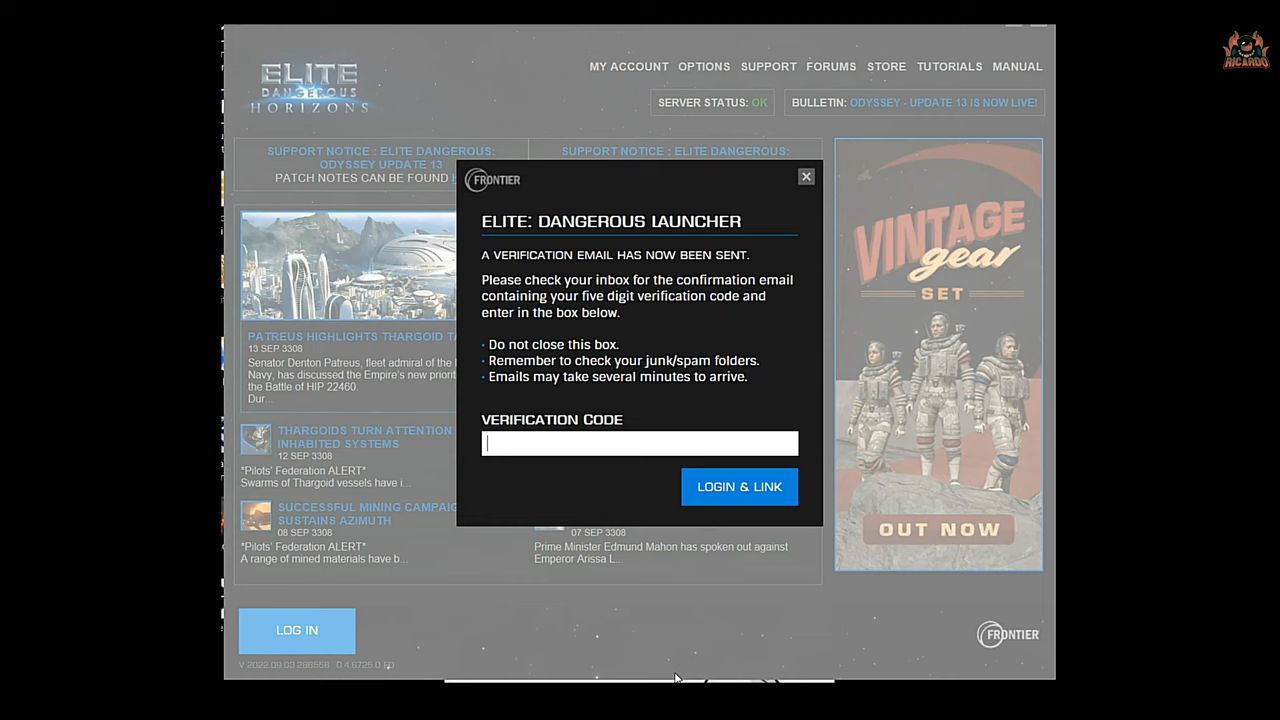 RICARDO
ELITE
DANGEROUS
HORIZONS
MY ACCOUNT OPTIONS SUPPORT FORUMS STORE TUTORIALS MANUAL
SERVER STATUS: OK
BULLETIN: ODYSSEY - UPDATE 13 IS NOW LIVE!
SUPPORT NOTICE : ELITE DANGEROUS:
ODYSSEY UPDATE 13
PATCH NOTES CAN BE FOUND
SUPPORT NOTICE : ELITE DANGEROUS:
PATREUS HIGHLIGHTS THARGOID
13 SEP 3308
Senator Denton Patreus, fleet admiral of the
Navy, has discussed the Empire's new
the Battle of HIP 22460.
Dur...
THARGOIDS TURN ATTENTION
INHABITED SYSTEMS
12 SEP 3308
*Pilots' Federation ALERT*
Swarms of Thargoid vessels have i...
SUCCESSFUL MINING
SUSTAINS AZIMUTH
08 SEP 3308
*Pilots' Federation ALERT*
A range of mined materials have b...
07 SEP 3308
Prime Minister Edmund Mahon has spoken out against
Emperor Arissa L...
FRONTIER
ELITE: DANGEROUS LAUNCHER
A VERIFICATION EMAIL HAS NOW BEEN SENT.
Please check your inbox for the confirmation email
containing your five digit verification code and
enter in the box below.
· Do not close this box.
· Remember to check your junk/spam folders.
· Emails may take several minutes to arrive.
VERIFICATION CODE
LOGIN & LINK
VINTAGE
gear
SET
OUT NOW
LOG IN
FRONTIER